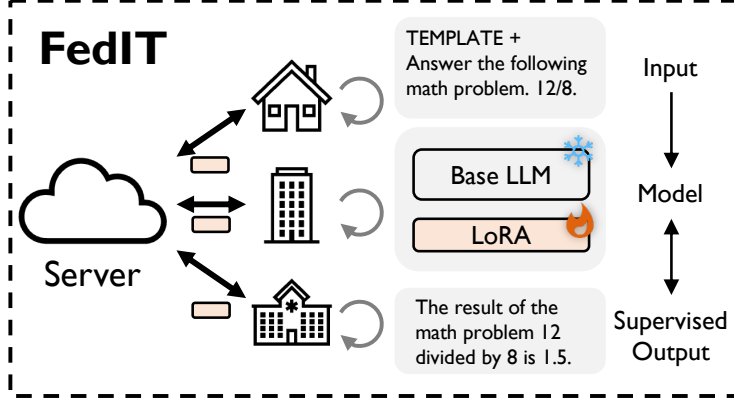 FedIT
Server
TEMPLATE +
Answer the following
math problem. 12/8.
Base LLM
LoRA
The result of the
math problem 12
divided by 8 is 1.5.
Input
Model
Supervised
Output